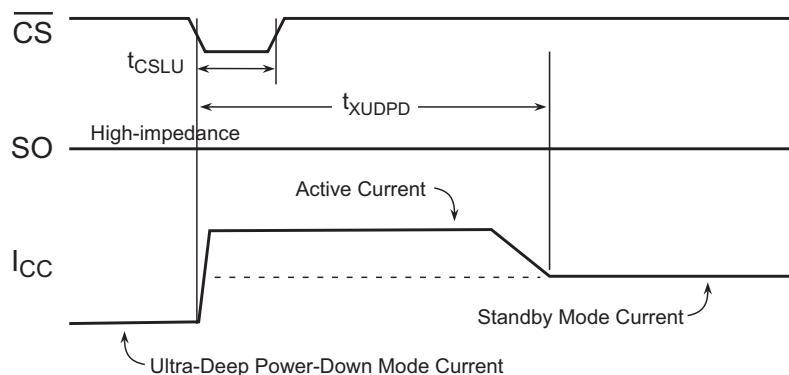 CS
tCSLU
tXUDPD
High-impedance
SO
Active Current
ICC
Standby Mode Current
Ultra-Deep Power-Down Mode Current